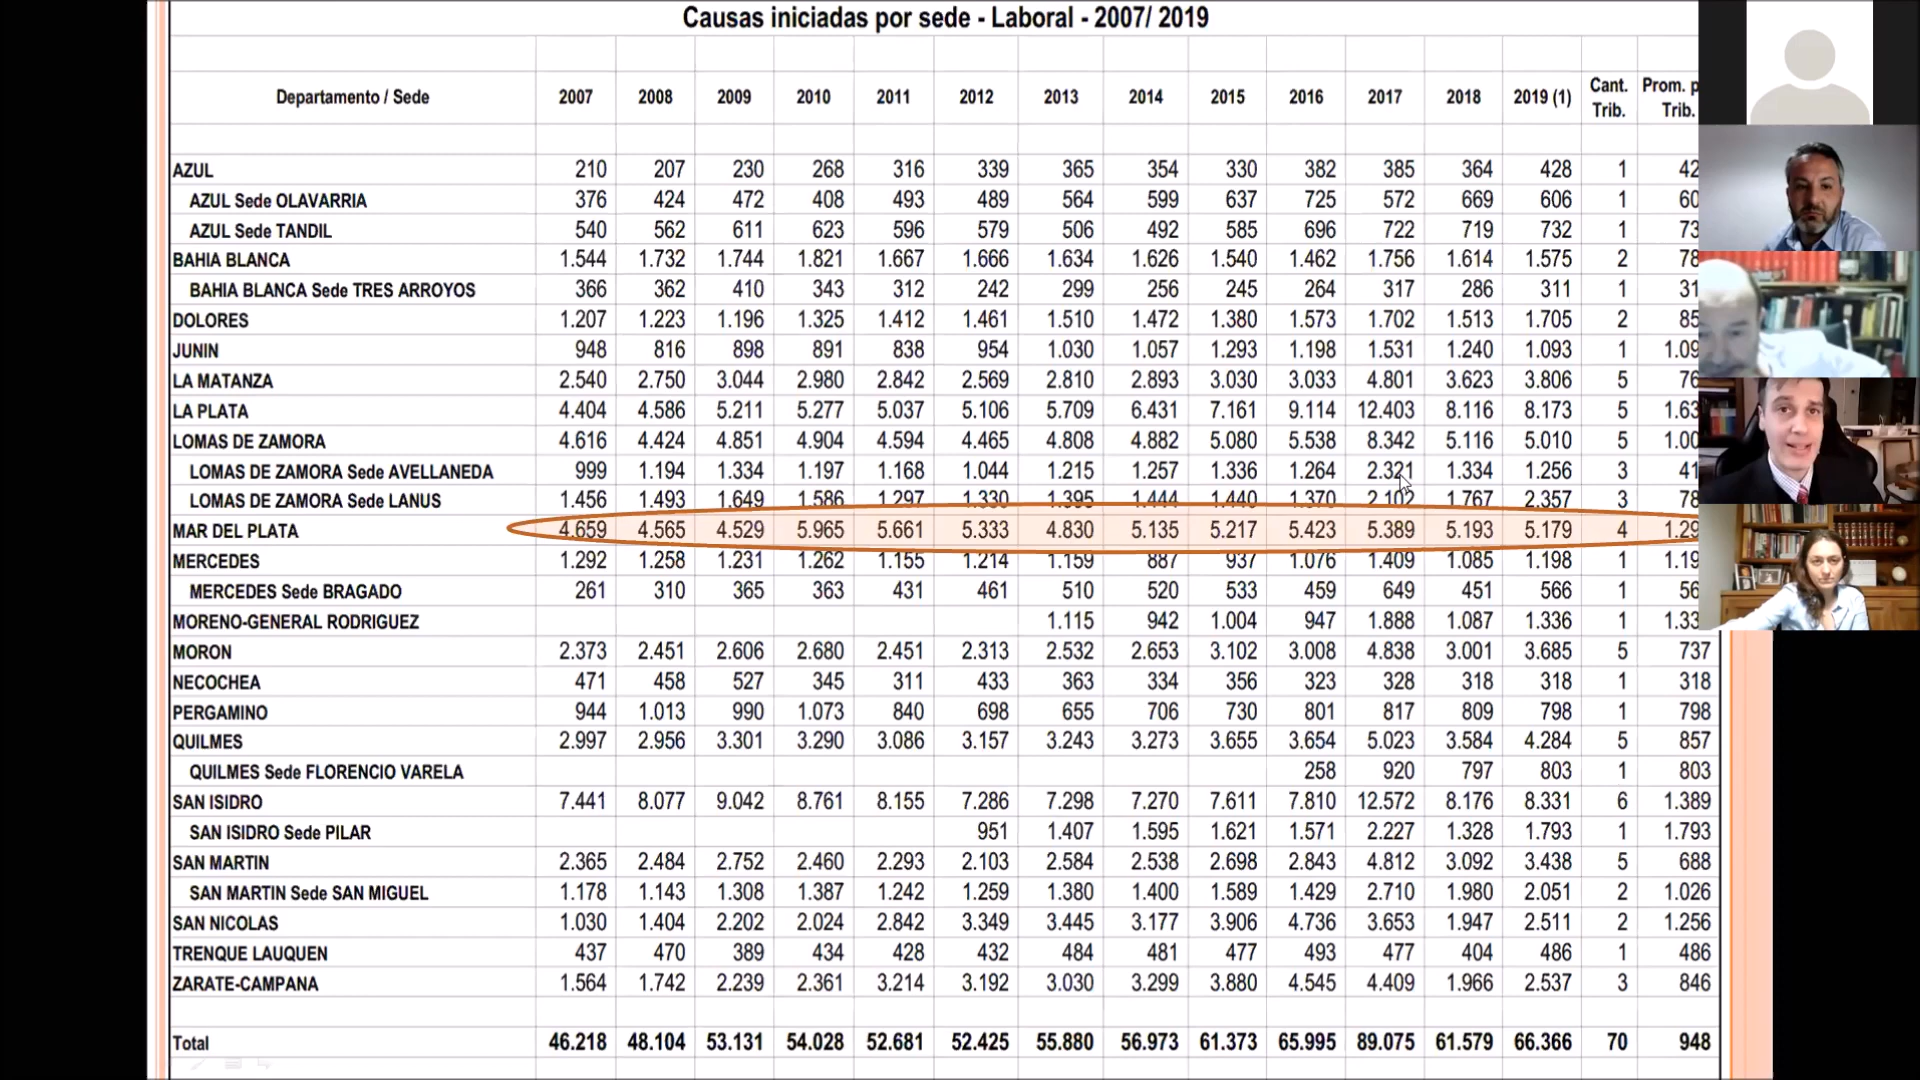 Causas iniciadas por sede - Laboral - 2007/ 2019
Departamento / Sede 2007 2008 2009 2010 2011 2012 2013 2014 2015 2016 2017 2018 2019 (1) Cant. Trib. Prom. p Trib.
AZUL 210 207 230 268 316 339 365 354 330 382 385 364 428 1 42
AZUL Sede OLAVARRIA 376 424 472 408 493 489 564 599 637 725 572 669 606 1 60
AZUL Sede TANDIL 540 562 611 623 596 579 506 492 585 696 722 719 732 1 73
BAHIA BLANCA 1.544 1.732 1.744 1.821 1.667 1.666 1.634 1.626 1.540 1.462 1.756 1.614 1.575 2 78
BAHIA BLANCA Sede TRES ARROYOS 366 362 410 343 312 242 299 256 245 264 317 286 311 1 31
DOLORES 1.207 1.223 1.196 1.325 1.412 1.461 1.510 1.472 1.380 1.573 1.702 1.513 1.705 2 85
JUNIN 948 816 898 891 838 954 1.030 1.057 1.293 1.198 1.531 1.240 1.093 1 1.09
LA MATANZA 2.540 2.750 3.044 2.980 2.842 2.569 2.810 2.893 3.030 3.033 4.801 3.623 3.806 5 76
LA PLATA 4.404 4.586 5.211 5.277 5.037 5.106 5.709 6.431 7.161 9.114 12.403 8.116 8.173 5 1.63
LOMAS DE ZAMORA 4.616 4.424 4.851 4.904 4.594 4.465 4.808 4.882 5.080 5.538 8.342 5.116 5.010 5 1.00
LOMAS DE ZAMORA Sede AVELLANEDA 999 1.194 1.334 1.197 1.168 1.044 1.215 1.257 1.336 1.264 2.321 1.334 1.256 3 41
LOMAS DE ZAMORA Sede LANUS 1.456 1.493 1.649 1.586 1.297 1.330 1.395 1.444 1.440 1.370 2.102 1.767 2.357 3 78
MAR DEL PLATA 4.659 4.565 4.529 5.965 5.661 5.333 4.830 5.135 5.217 5.423 5.389 5.193 5.179 4 1.29
MERCEDES 1.292 1.258 1.231 1.155 1.262 1.214 1.159 887 937 1.076 1.409 1.085 1.198 1 1.19
MERCEDES Sede BRAGADO 261 310 365 363 431 461 510 520 533 459 649 451 566 1 56
MORENO-GENERAL RODRIGUEZ 1.115 942 1.004 947 1.888 1.087 1.336 1 1.33
MORON 2.373 2.451 2.606 2.680 2.451 2.313 2.532 2.653 3.102 3.008 4.838 3.001 3.685 5 737
NECOCHEA 471 458 527 345 311 433 363 334 356 323 328 318 318 1 318
PERGAMINO 944 1.013 990 1.073 840 698 655 706 730 801 817 809 798 1 798
QUILMES 2.997 2.956 3.301 3.290 3.086 3.157 3.243 3.273 3.655 3.654 5.023 3.584 4.284 5 857
QUILMES Sede FLORENCIO VARELA 258 920 797 803 1 803
SAN ISIDRO 7.441 8.077 9.042 8.761 8.155 7.286 7.298 7.270 7.611 7.810 12.572 8.176 8.331 6 1.389
SAN ISIDRO Sede PILAR 951 1.407 1.595 1.621 1.571 2.227 1.328 1.793 1 1.793
SAN MARTIN 2.365 2.484 2.752 2.460 2.293 2.103 2.584 2.538 2.698 2.843 4.812 3.092 3.438 5 688
SAN MARTIN Sede SAN MIGUEL 1.178 1.143 1.308 1.387 1.242 1.259 1.380 1.400 1.589 1.429 2.710 1.980 2.051 2 1.026
SAN NICOLAS 1.030 1.404 2.202 2.024 2.842 3.349 3.445 3.177 3.906 4.736 3.653 1.947 2.511 2 1.256
TRENQUE LAUQUEN 437 470 389 434 428 432 484 481 477 493 477 404 486 1 486
ZARATE-CAMPANA 1.564 1.742 2.239 2.361 3.214 3.192 3.030 3.299 3.880 4.545 4.409 1.966 2.537 3 846
Total 46.218 48.104 53.131 54.028 52.681 52.425 55.880 56.973 61.373 65.995 89.075 61.579 66.366 70 948